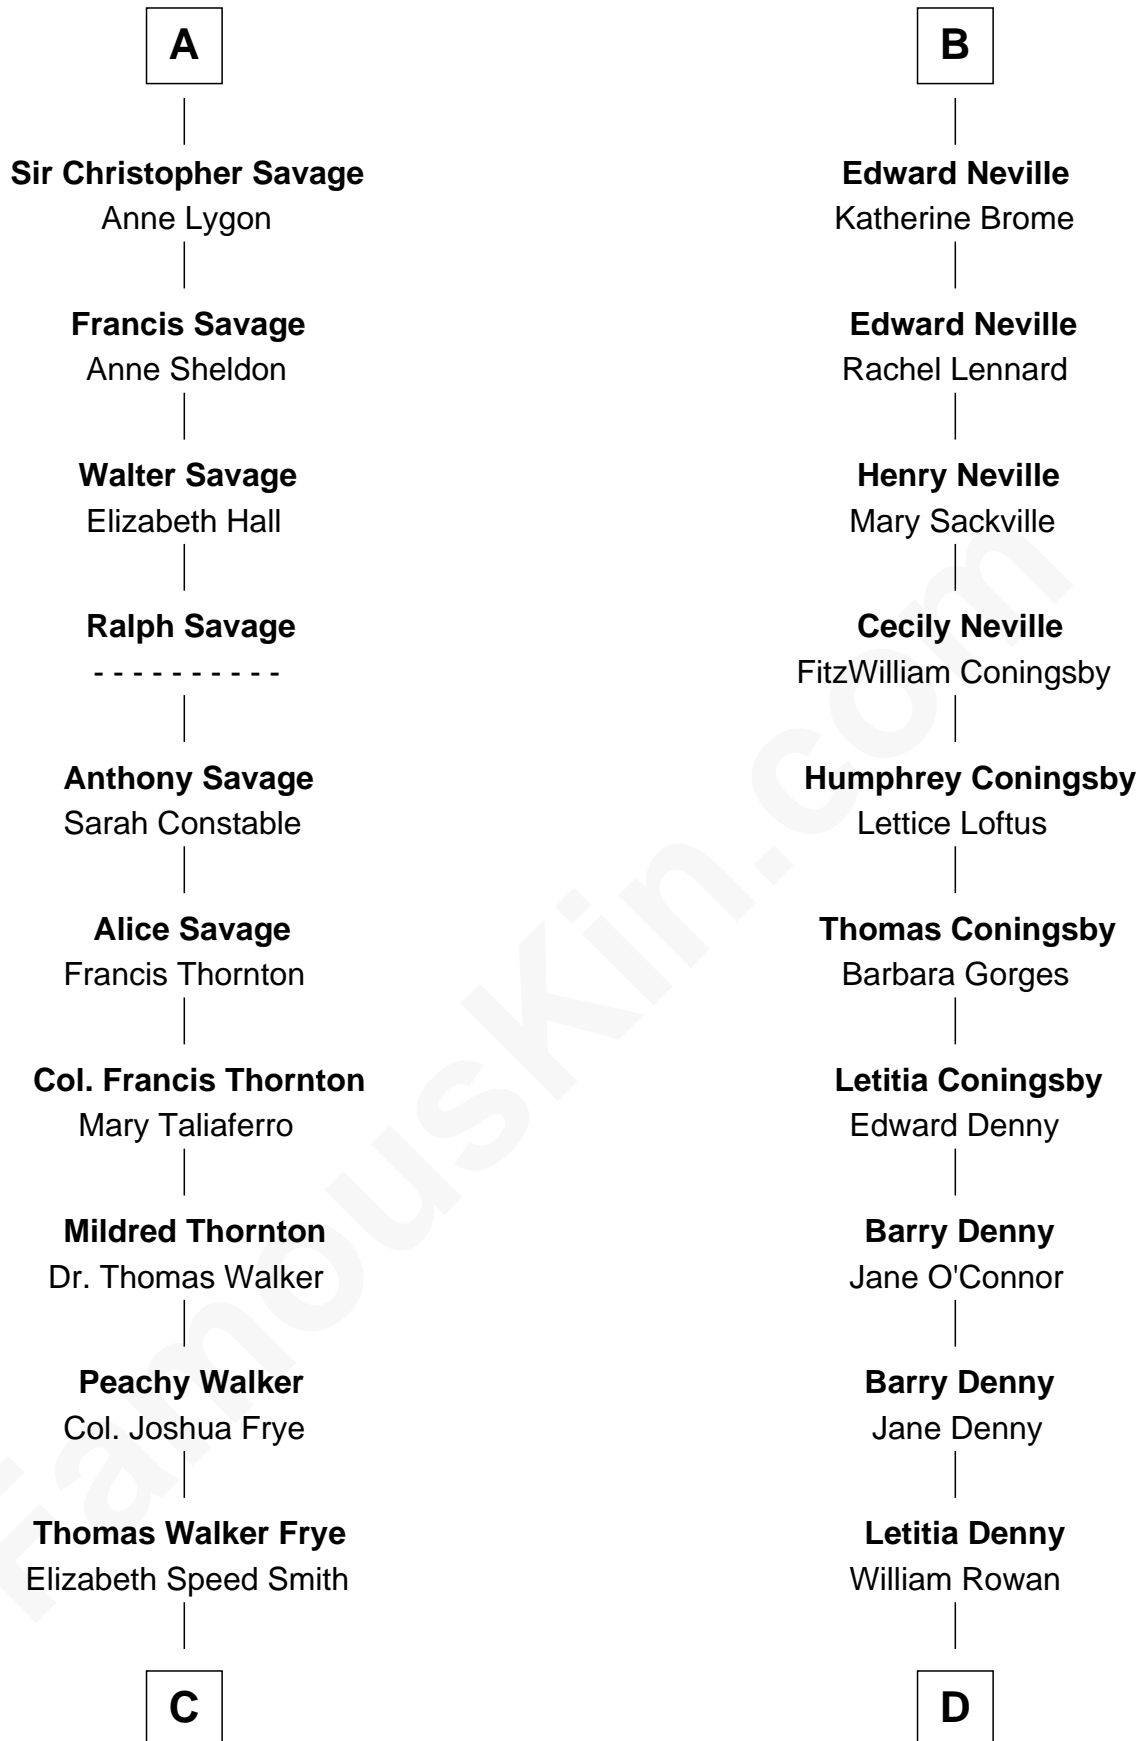 A
Sir Christopher Savage
Anne Lygon
Francis Savage
Anne Sheldon
Walter Savage
Elizabeth Hall
Ralph Savage
- - - - - - - - - -
Anthony Savage
Sarah Constable
Alice Savage
Francis Thornton
Col. Francis Thornton
Mary Taliaferro
Mildred Thornton
Dr. Thomas Walker
Peachy Walker
Col. Joshua Frye
Thomas Walker Frye
Elizabeth Speed Smith
C
B
Edward Neville
Katherine Brome
Edward Neville
Rachel Lennard
Henry Neville
Mary Sackville
Cecily Neville
FitzWilliam Coningsby
Humphrey Coningsby
Lettice Loftus
Thomas Coningsby
Barbara Gorges
Letitia Coningsby
Edward Denny
Barry Denny
Jane O'Connor
Barry Denny
Jane Denny
Letitia Denny
William Rowan
D
FamousKin.com